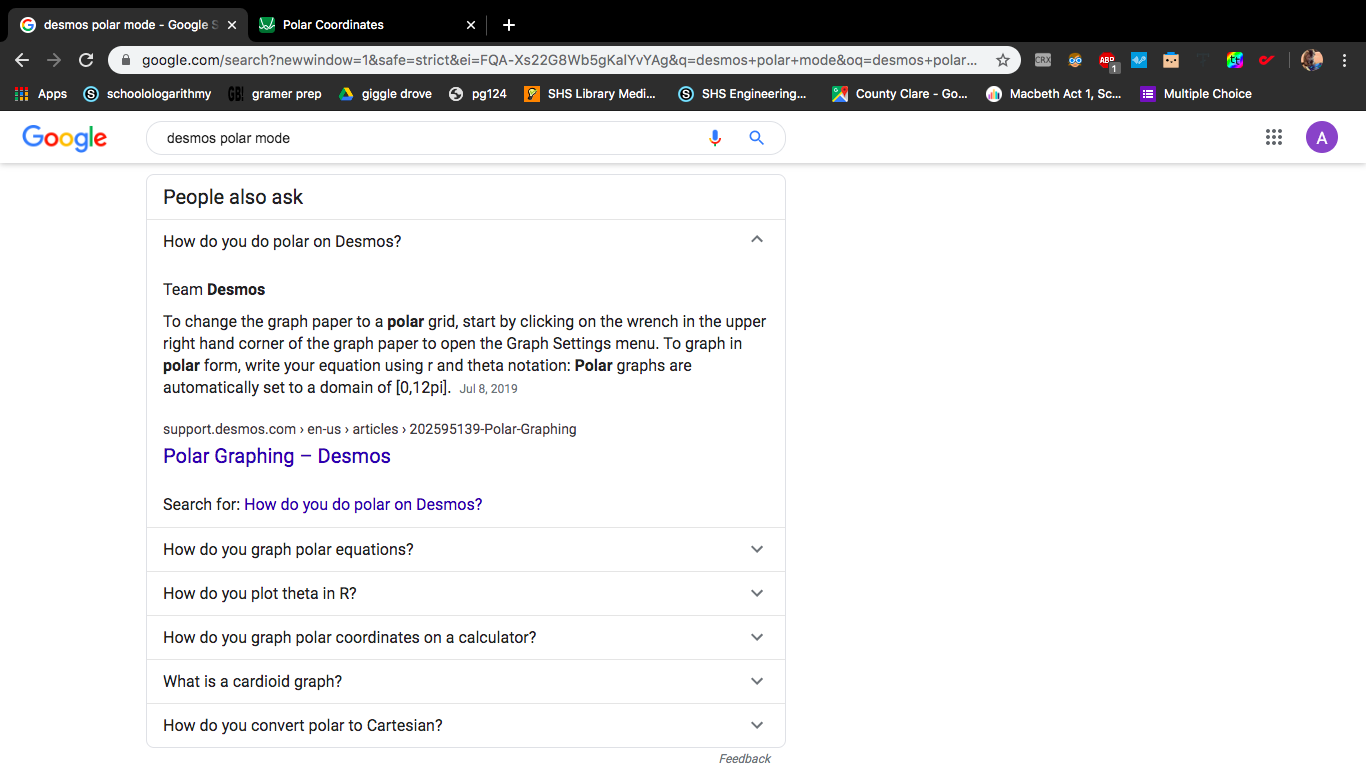 desmos polar mode - Google S
Polar Coordinates
google.com/search?newwindow=1&safe=strict&ei=FQA-Xs22G8Wb5gKalYvYAg&q=desmos+polar+mode&oq=desmos+polar...
CRX
ABP
1
Apps
schoolologarithmy
GB!
gramer prep
giggle drove
pg124
SHS Library Medi...
SHS Engineering...
County Clare - Go...
Macbeth Act 1, Sc...
Multiple Choice
Google
desmos polar mode
A
People also ask
How do you do polar on Desmos?
Team Desmos
To change the graph paper to a polar grid, start by clicking on the wrench in the upper
right hand corner of the graph paper to open the Graph Settings menu. To graph in
polar form, write your equation using r and theta notation: Polar graphs are
automatically set to a domain of [0,12pi]. Jul 8, 2019
support.desmos.com › en-us › articles › 202595139-Polar-Graphing
Polar Graphing – Desmos
Search for: How do you do polar on Desmos?
How do you graph polar equations?
How do you plot theta in R?
How do you graph polar coordinates on a calculator?
What is a cardioid graph?
How do you convert polar to Cartesian?
Feedback